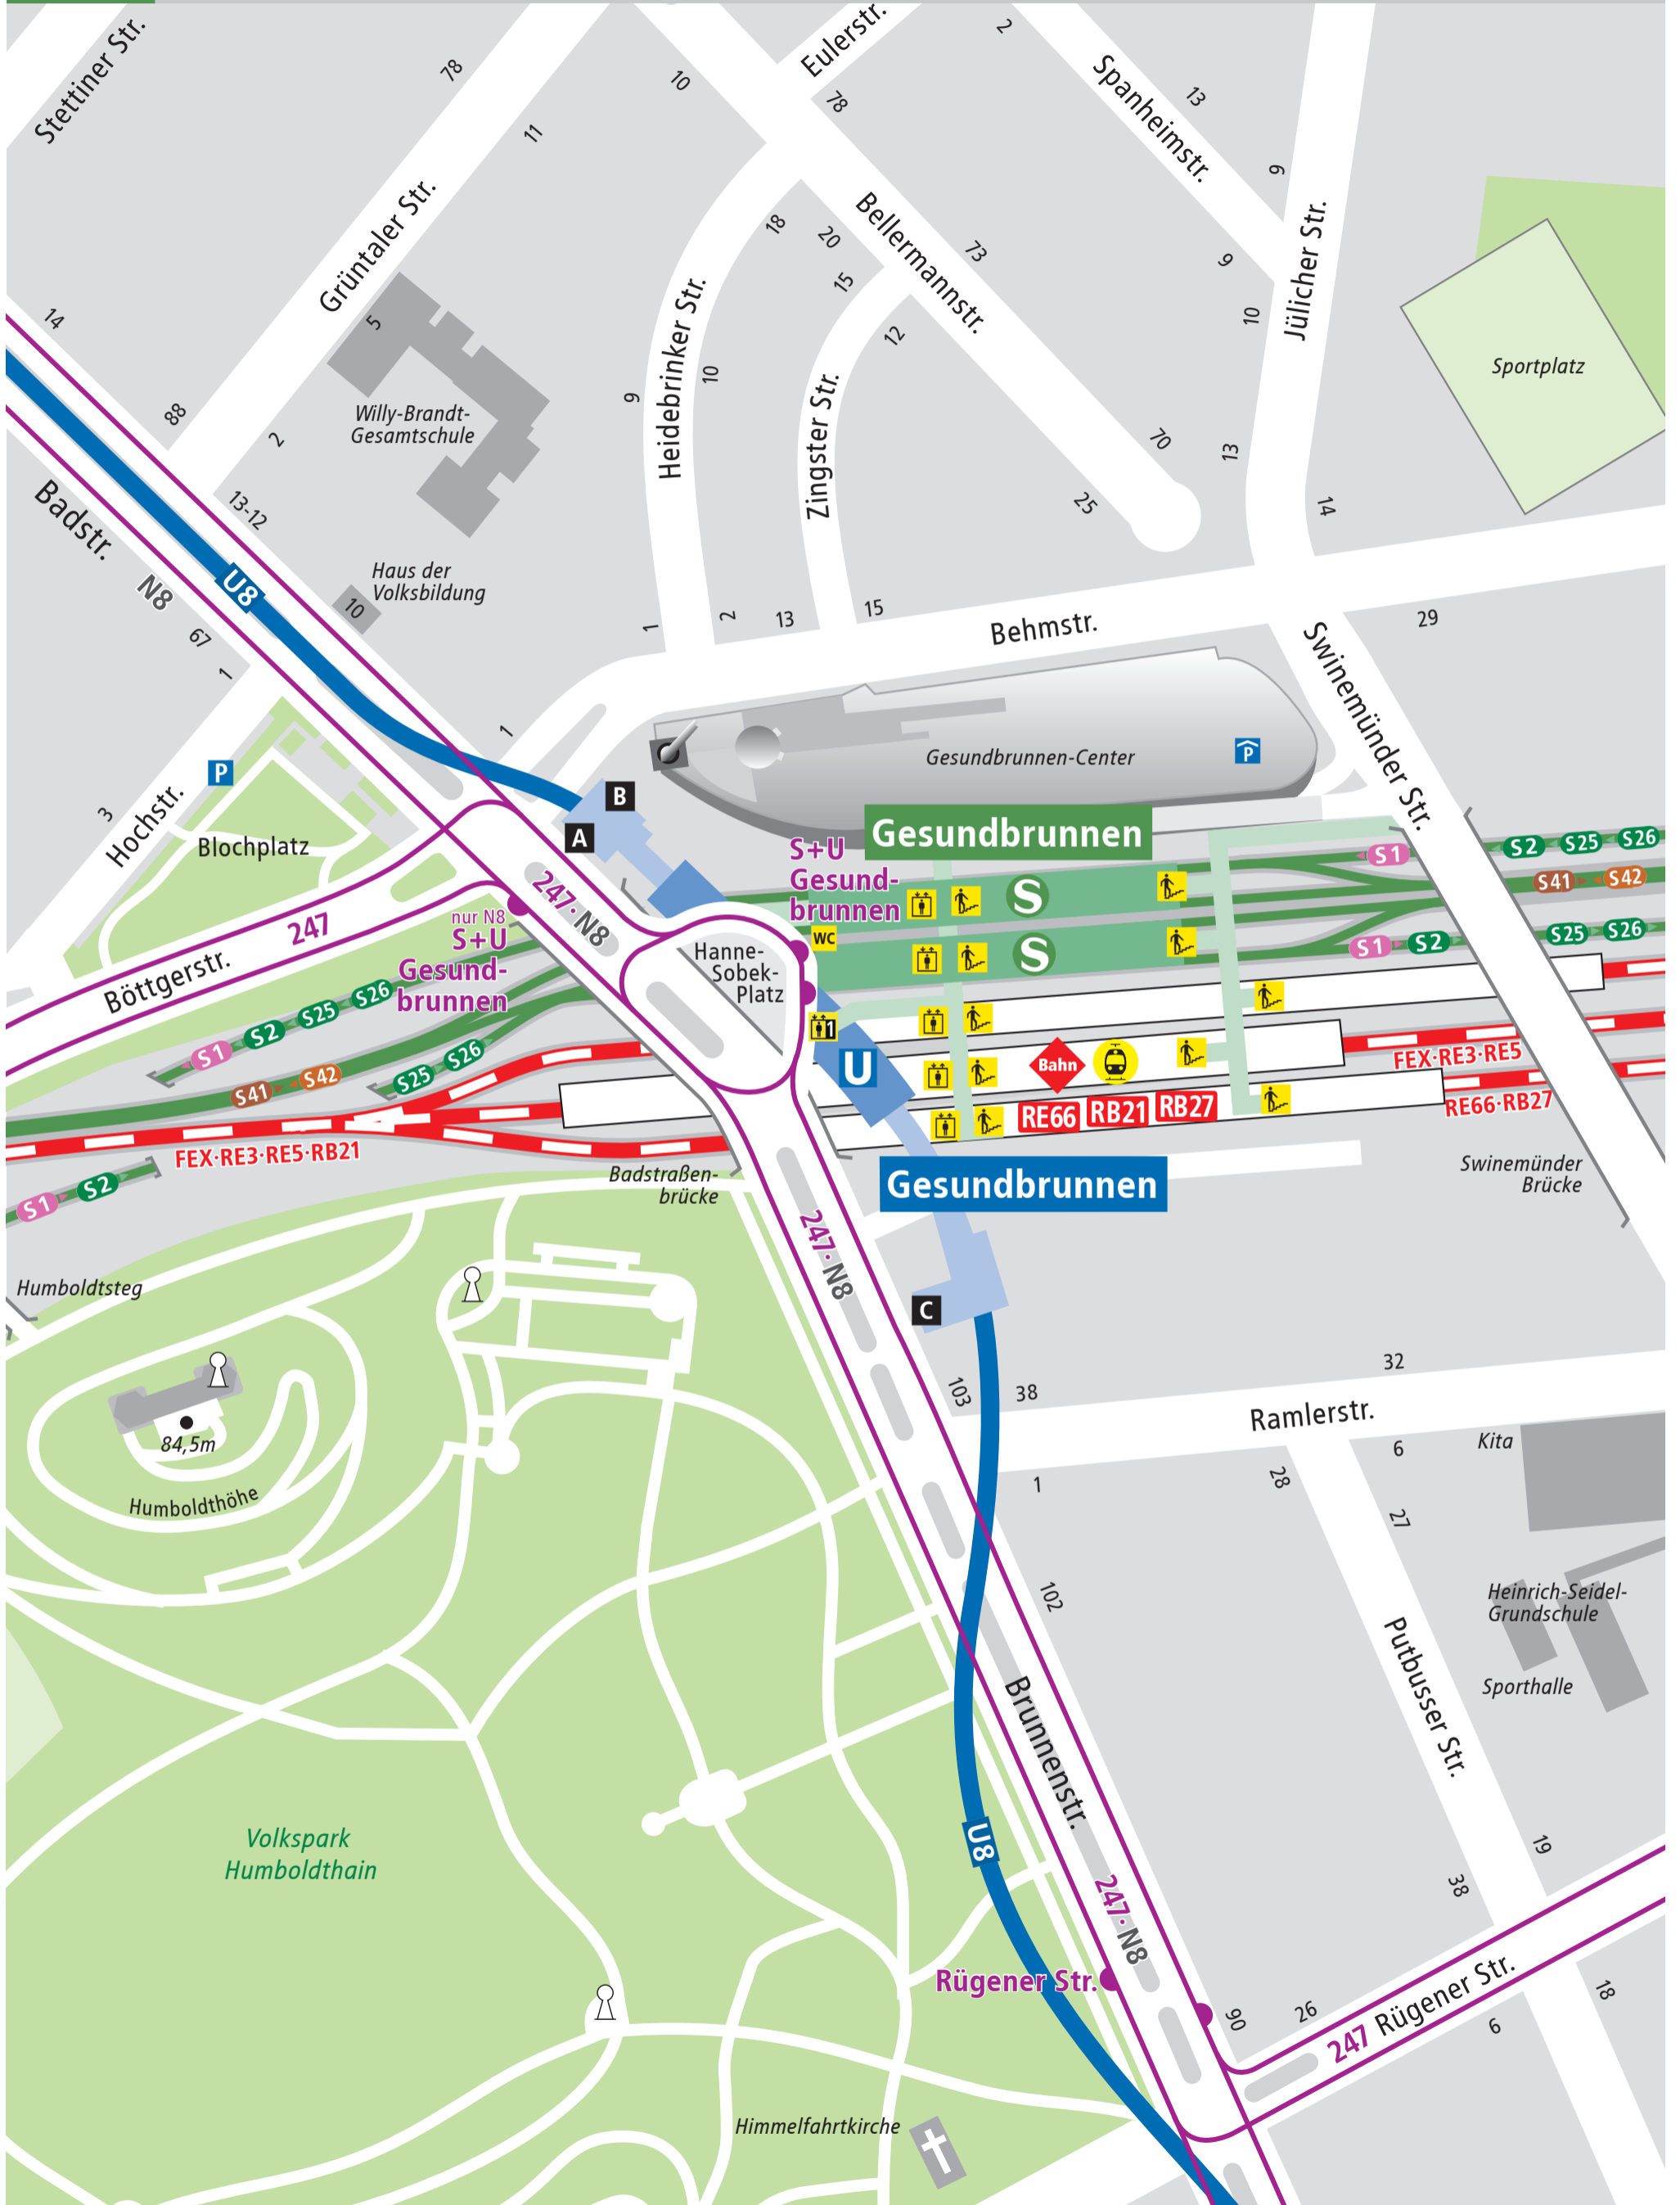 Stettiner Str.
78
11
Grüntaler Str.
10
Eulerstr.
78
2
Spanheimstr.
13
9
Jülicher Str.
9
10
13
14
Sportplatz
18
20
15
12
Bellermannstr.
73
70
25
Heidebrinker Str.
9
10
Zingster Str.
14
88
2
5
Willy-Brandt-
Gesamtschule
13-12
Badstr.
N8
U8
67
1
Haus der
Volksbildung
10
1
2
13
15
Behmstr.
29
Swinemünder Str.
1
P
3
Hochstr.
Blochplatz
Gesundbrunnen-Center
P
B
A
Gesundbrunnen
S+U
Gesund-
brunnen
S
S
WC
S1
S2
S25
S26
S41
S42
S1
S2
S25
S26
247·N8
nur N8
S+U
Gesund-
brunnen
247
Böttgerstr.
Hanne-
Sobek-
Platz
1
U
Bahn
RE66
RB21
RB27
FEX·RE3·RE5
RE66·RB27
S1
S2
S25
S26
S41
S42
S25
S26
FEX·RE3·RE5·RB21
S1
S2
Badstraßen-
brücke
Gesundbrunnen
Swinemünder
Brücke
247·N8
C
Humboldtsteg
84,5m
Humboldthöhe
103
38
32
Ramlerstr.
1
28
6
27
Kita
Heinrich-Seidel-
Grundschule
Sporthalle
102
Brunnenstr.
Putbusser Str.
U8
Volkspark
Humboldthain
247·N8
19
38
Rügener Str.
90
26
247 Rügener Str.
18
6
Himmelfahrtkirche